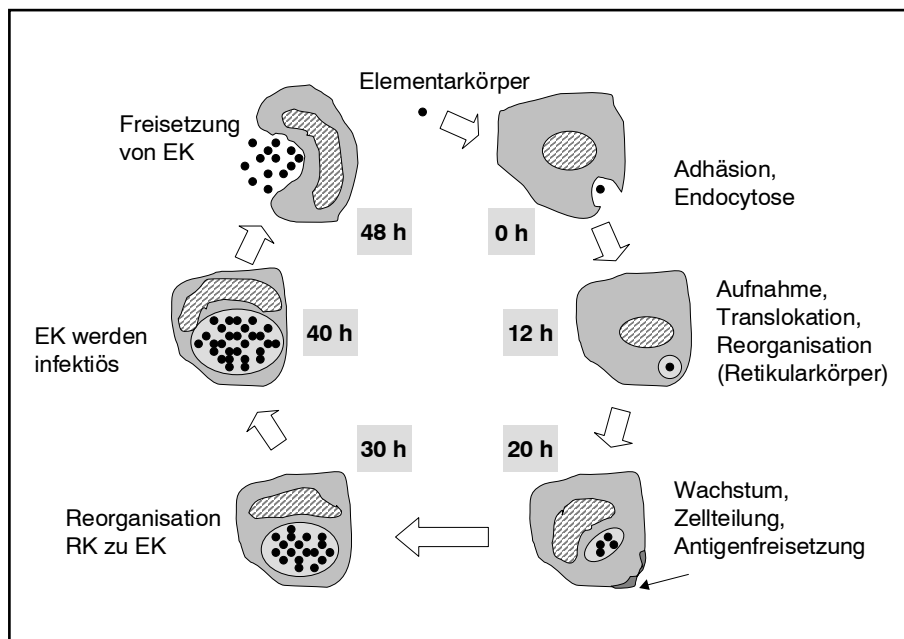 Elementarkörper
Freisetzung
von EK
Adhäsion,
Endocytose
48 h
0 h
Aufnahme,
Translokation,
Reorganisation
(Retikularkörper)
EK werden
infektiös
40 h
12 h
30 h
20 h
Wachstum,
Zellteilung,
Antigenfreisetzung
Reorganisation
RK zu EK